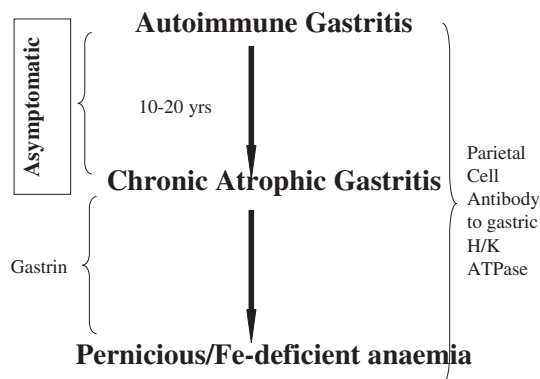 Autoimmune Gastritis
Asymptomatic
10-20 yrs
Chronic Atrophic Gastritis
Parietal
Cell
Antibody
to gastric
H/K
ATPase
Gastrin
Pernicious/Fe-deficient anaemia